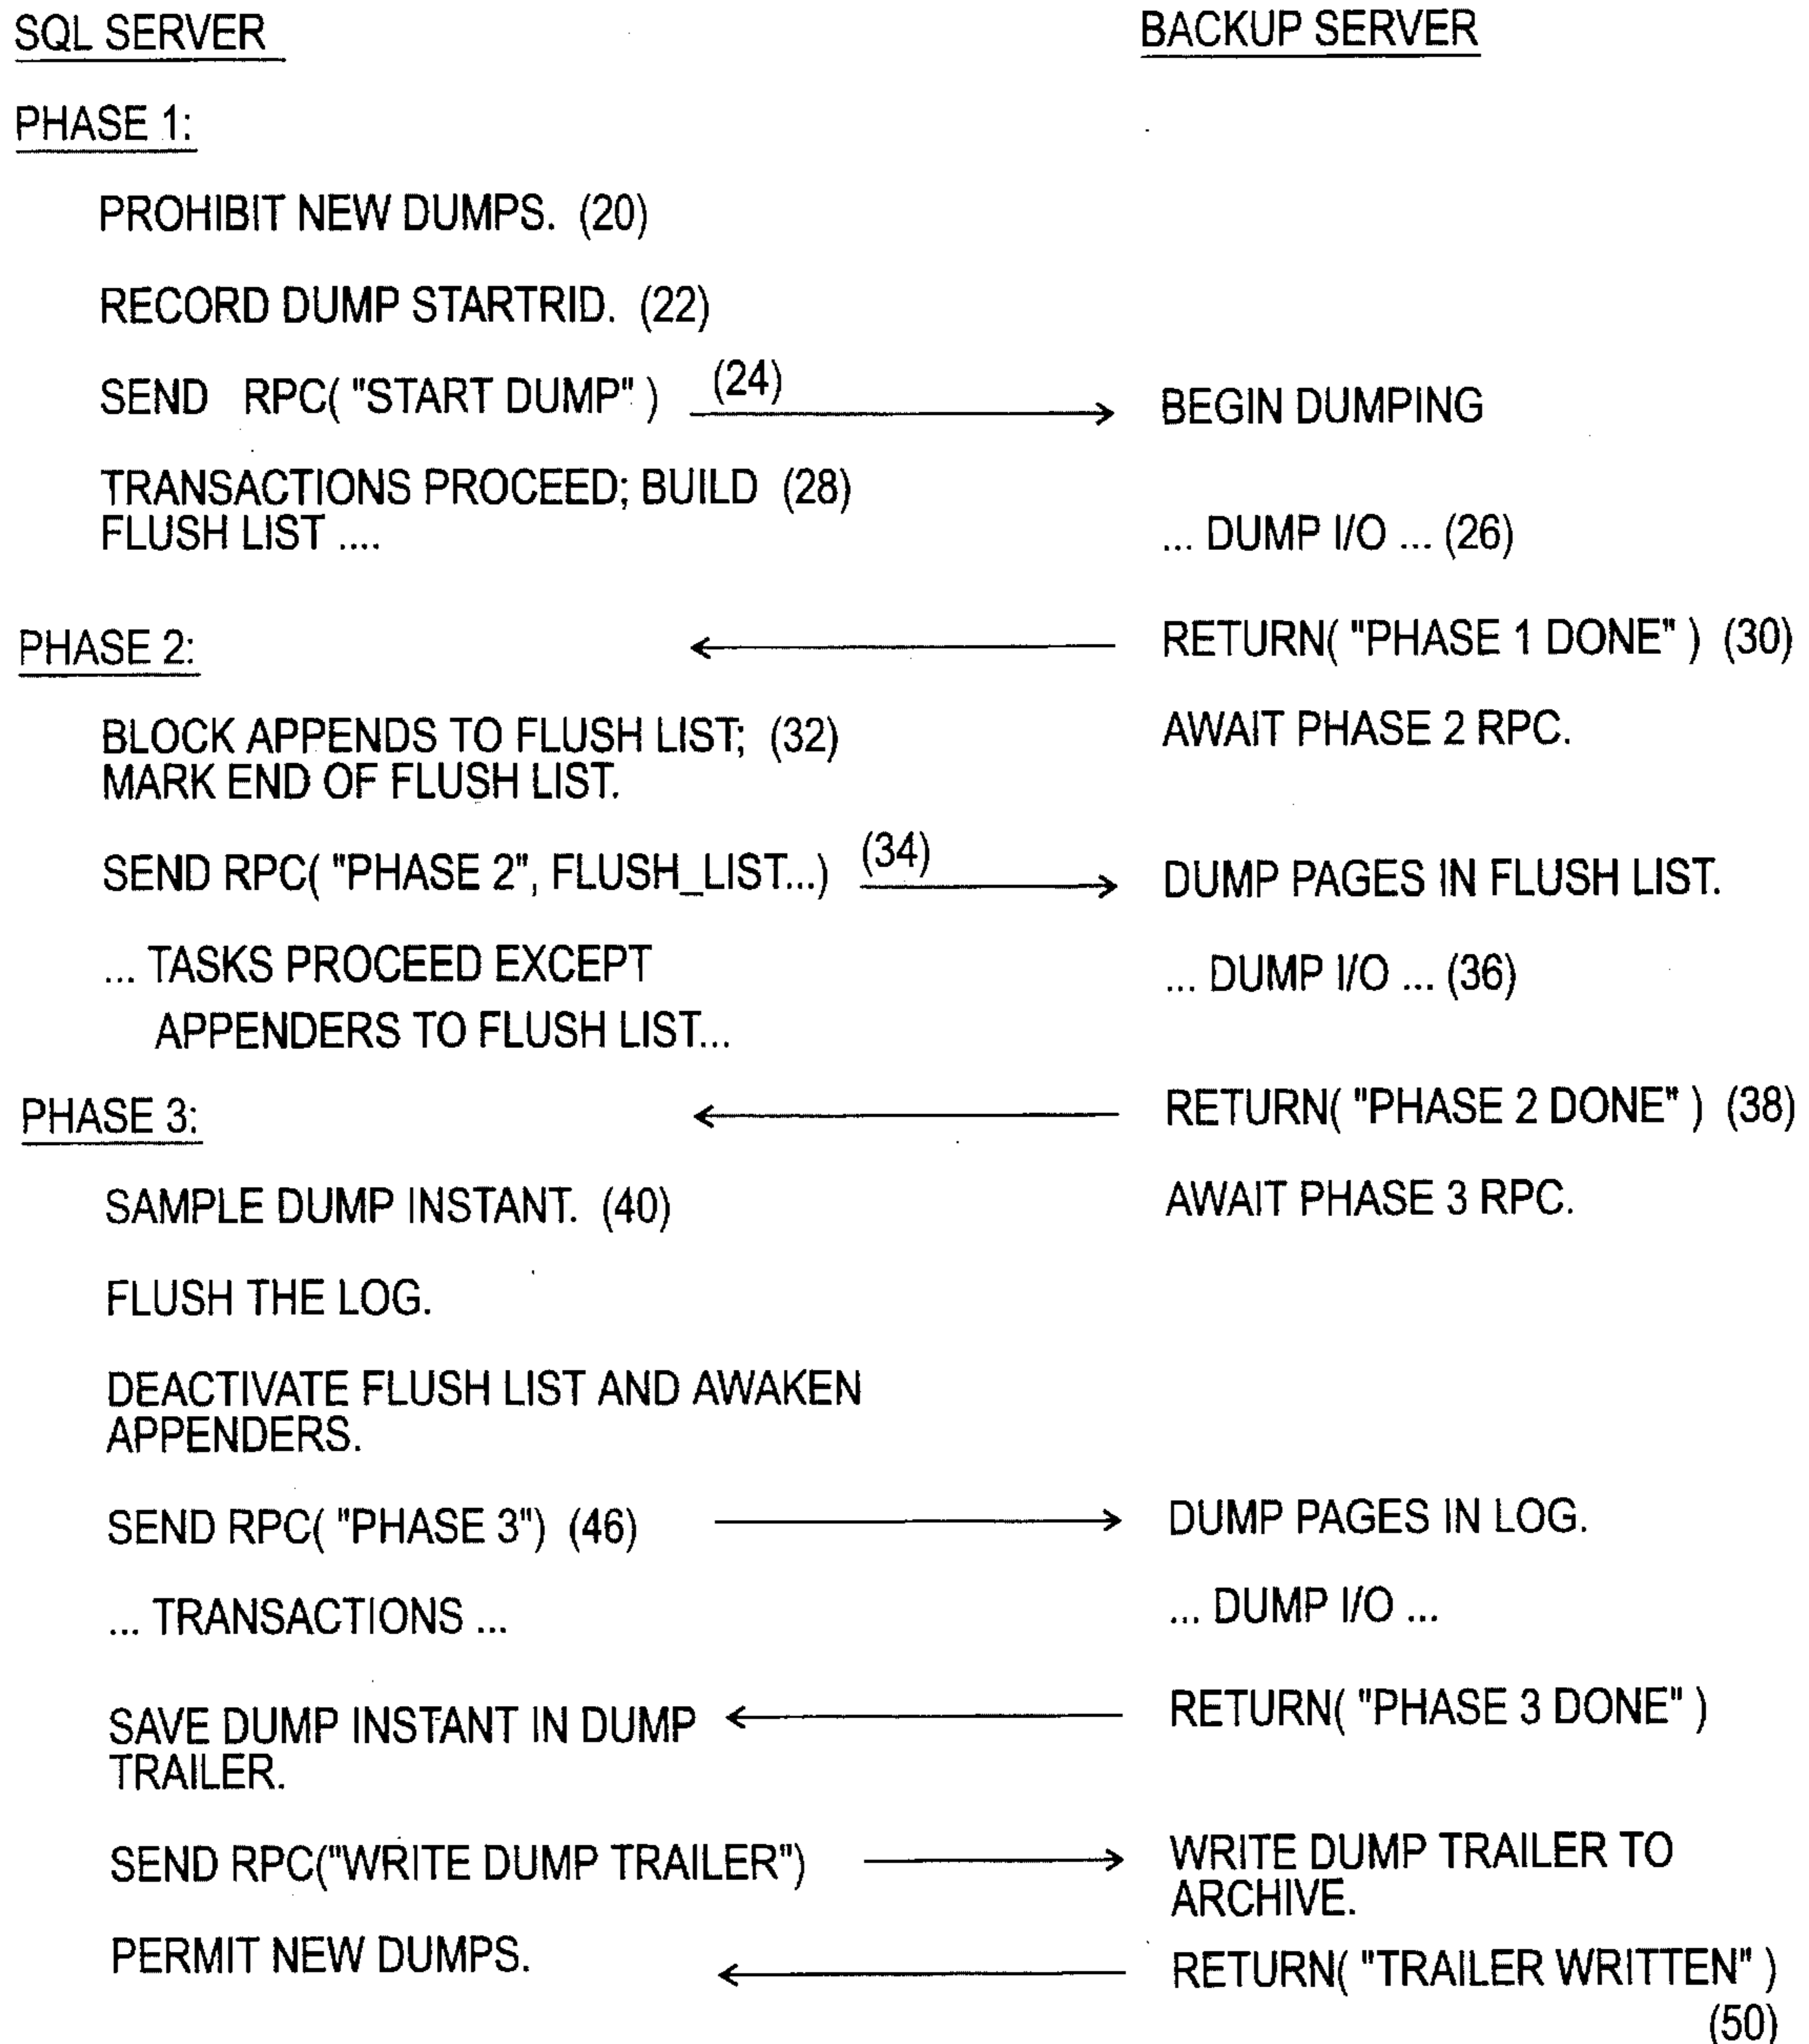 SQL SERVER
BACKUP SERVER
PHASE 1:
PROHIBIT NEW DUMPS. (20)
RECORD DUMP STARTRID. (22)
SEND RPC( "START DUMP" ) (24)
BEGIN DUMPING
TRANSACTIONS PROCEED; BUILD (28)
FLUSH LIST ....
... DUMP I/O ... (26)
RETURN( "PHASE 1 DONE" ) (30)
PHASE 2:
BLOCK APPENDS TO FLUSH LIST; (32)
MARK END OF FLUSH LIST.
AWAIT PHASE 2 RPC.
SEND RPC( "PHASE 2", FLUSH_LIST...) (34)
DUMP PAGES IN FLUSH LIST.
... TASKS PROCEED EXCEPT
APPENDERS TO FLUSH LIST...
... DUMP I/O ... (36)
RETURN( "PHASE 2 DONE" ) (38)
PHASE 3:
SAMPLE DUMP INSTANT. (40)
AWAIT PHASE 3 RPC.
FLUSH THE LOG.
DEACTIVATE FLUSH LIST AND AWAKEN
APPENDERS.
SEND RPC( "PHASE 3") (46)
DUMP PAGES IN LOG.
... TRANSACTIONS ...
... DUMP I/O ...
RETURN( "PHASE 3 DONE" )
SAVE DUMP INSTANT IN DUMP
TRAILER.
SEND RPC("WRITE DUMP TRAILER")
WRITE DUMP TRAILER TO
ARCHIVE.
PERMIT NEW DUMPS.
RETURN( "TRAILER WRITTEN" )
(50)